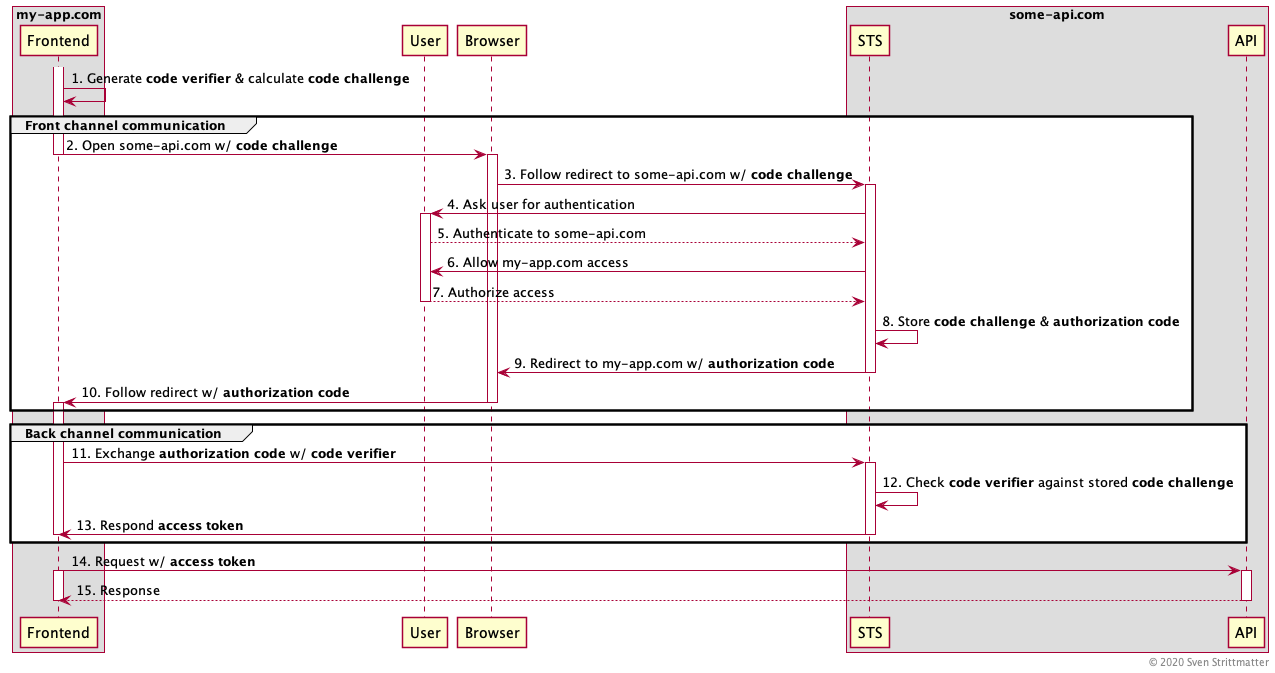 my-app.com
some-api.com
Frontend
User
Browser
STS
API
1. Generate code verifier & calculate code challenge
Front channel communication
2. Open some-api.com w/ code challenge
3. Follow redirect to some-api.com w/ code challenge
4. Ask user for authentication
5. Authenticate to some-api.com
6. Allow my-app.com access
7. Authorize access
8. Store code challenge & authorization code
9. Redirect to my-app.com w/ authorization code
10. Follow redirect w/ authorization code
Back channel communication
11. Exchange authorization code w/ code verifier
12. Check code verifier against stored code challenge
13. Respond access token
14. Request w/ access token
15. Response
Frontend
User
Browser
STS
API
© 2020 Sven Strittmatter